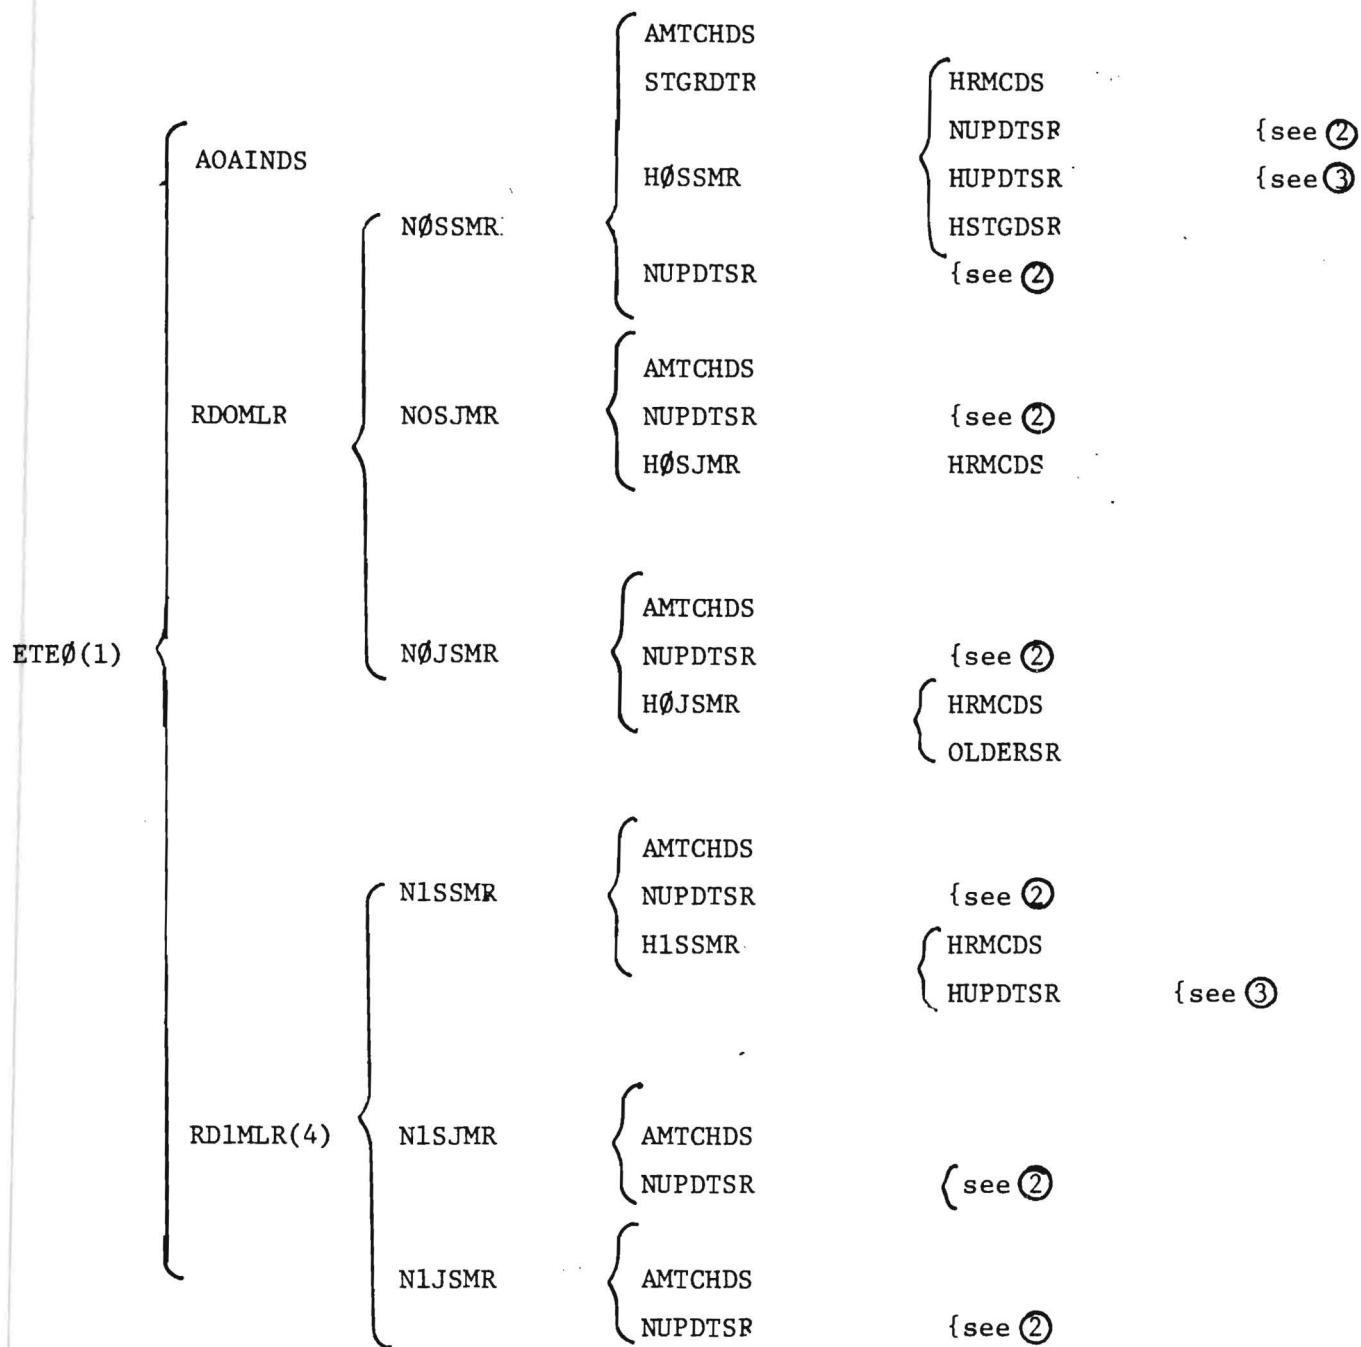 AMTCHDS
STGRDTR HRMCDS
NUPDTSR {see ②
AOAINDS
HØSSMR HUPDTSR {see ③
NØSSMR HSTGDSR
NUPDTSR {see ②
AMTCHDS
RDOMLR NOSJMR NUPDTSR {see ②
HØSJMR HRMCDS
AMTCHDS
ETEØ(1) NØJSMR NUPDTSR {see ②
HØJSMR HRMCDS
OLDERSR
AMTCHDS
N1SSMR NUPDTSR {see ②
H1SSMR HRMCDS
HUPDTSR {see ③
RD1MLR(4) N1SJMR AMTCHDS
NUPDTSR {see ②
N1JSMR AMTCHDS
NUPDTSR {see ②